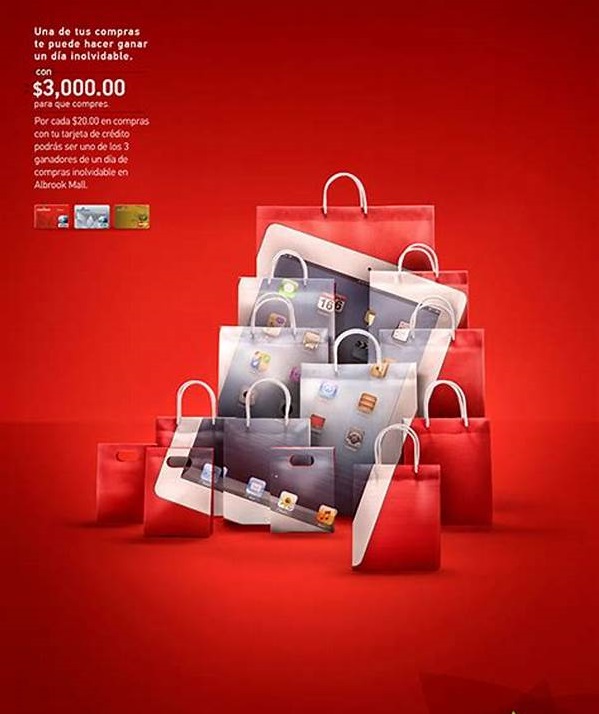 Una de tus compras
te puede hacer ganar
un día inolvidable.
con
$3,000.00
para que compres.
Por cada $20.00 en compras
con tu tarjeta de crédito
podrás ser uno de los 3
ganadores de un día de
compras inolvidable en
Albrook Mall.